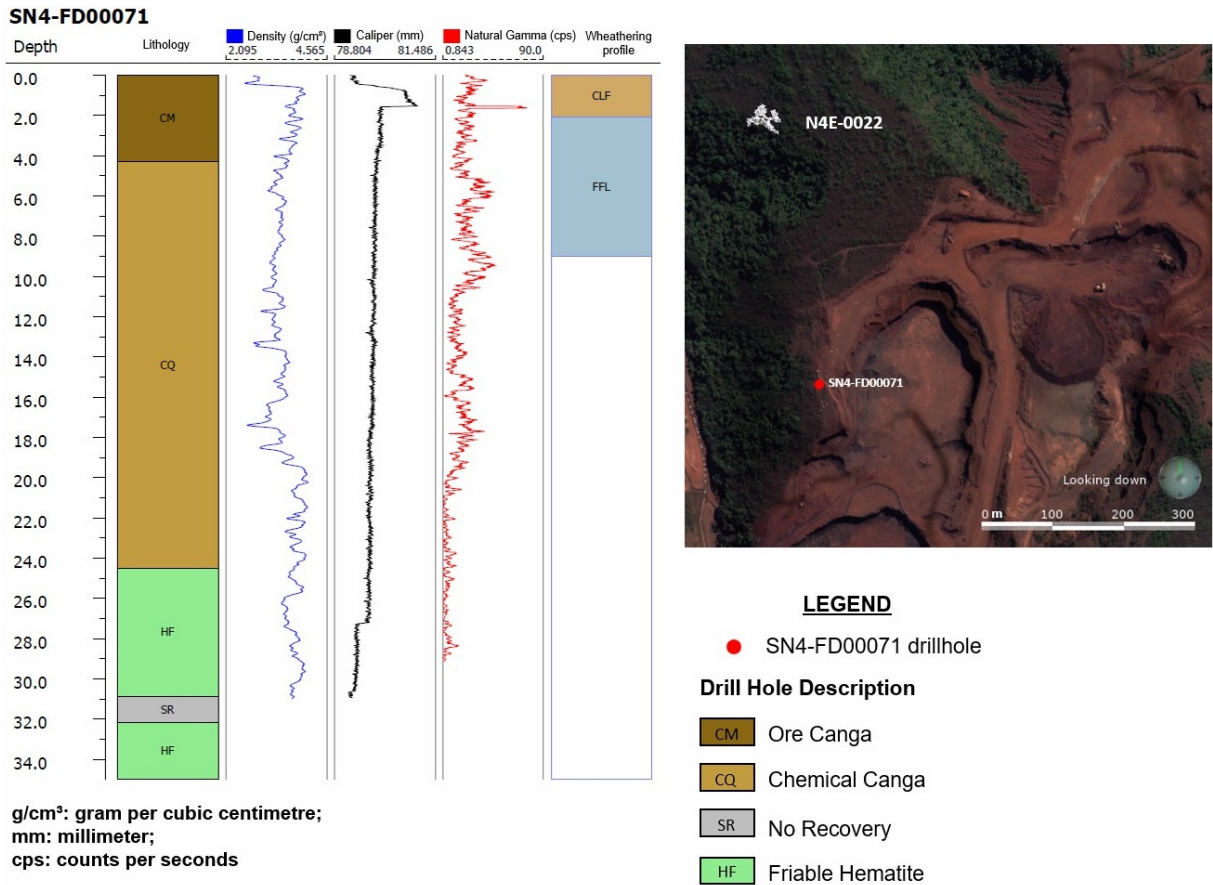 SN4-FD00071
Depth
Lithology
Density (g/cm³)
2.095 4.565
Caliper (mm)
78.804 81.486
Natural Gamma (cps)
0.843 90.0
Wheathering
profile
0.0
2.0
4.0
6.0
8.0
10.0
12.0
14.0
16.0
18.0
20.0
22.0
24.0
26.0
28.0
30.0
32.0
34.0
CM
CQ
HF
SR
HF
CLF
FFL
g/cm³: gram per cubic centimetre;
mm: millimeter;
cps: counts per seconds
N4E-0022
SN4-FD00071
Looking down
0 m 100 200 300
LEGEND
SN4-FD00071 drillhole
Drill Hole Description
CM Ore Canga
CQ Chemical Canga
SR No Recovery
HF Friable Hematite